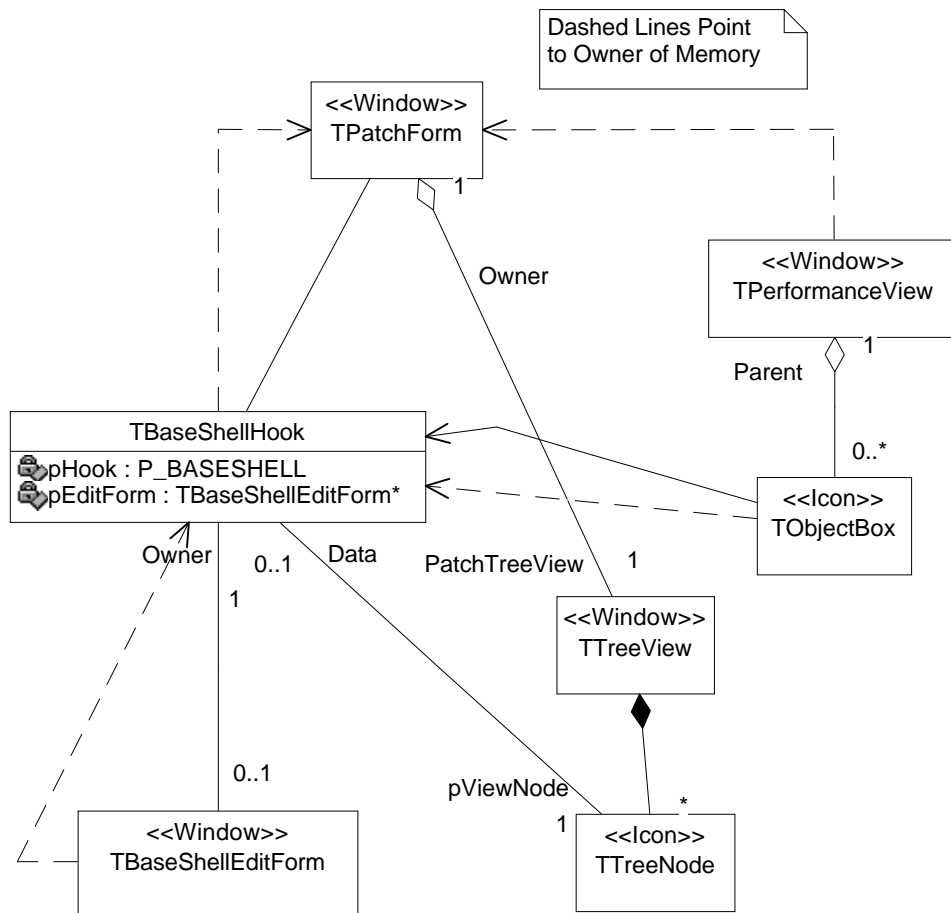 Dashed Lines Point
to Owner of Memory
<<Window>>
TPatchForm
1
Owner
<<Window>>
TPerformanceView
1
Parent
0..*
TBaseShellHook
pHook : P_BASESHELL
pEditForm : TBaseShellEditForm*
<<Icon>>
TObjectBox
Owner
0..1
Data
PatchTreeView
1
1
<<Window>>
TTreeView
0..1
pViewNode
1
*
<<Window>>
TBaseShellEditForm
<<Icon>>
TTreeNode